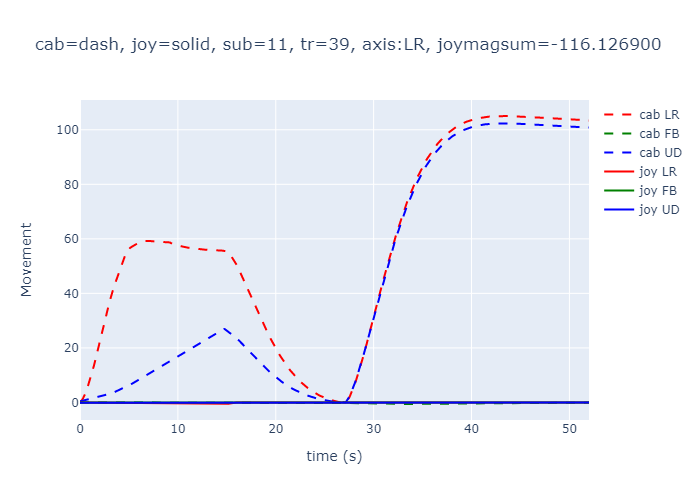 cab=dash, joy=solid, sub=11, tr=39, axis:LR, joymagsum=-116.126900
cab LR
cab FB
cab UD
joy LR
joy FB
joy UD
100
80
60
40
20
0
Movement
0 10 20 30 40 50
time (s)